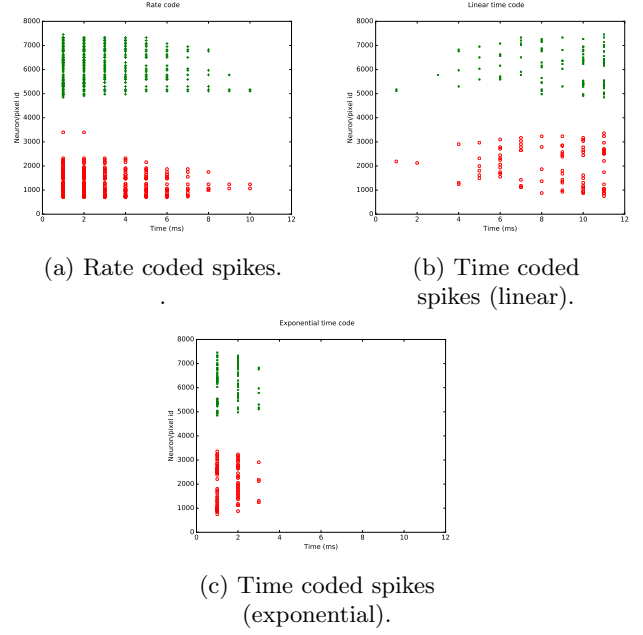 Rate code
8000
7000
6000
5000
4000
3000
2000
1000
0
Neuron/pixel id
0 2 4 6 8 10 12
Time (ms)
(a) Rate coded spikes.
.
Linear time code
8000
7000
6000
5000
4000
3000
2000
1000
0
Neuron/pixel id
0 2 4 6 8 10 12
Time (ms)
(b) Time coded
spikes (linear).
Exponential time code
8000
7000
6000
5000
4000
3000
2000
1000
0
Neuron/pixel id
0 2 4 6 8 10 12
Time (ms)
(c) Time coded spikes
(exponential).